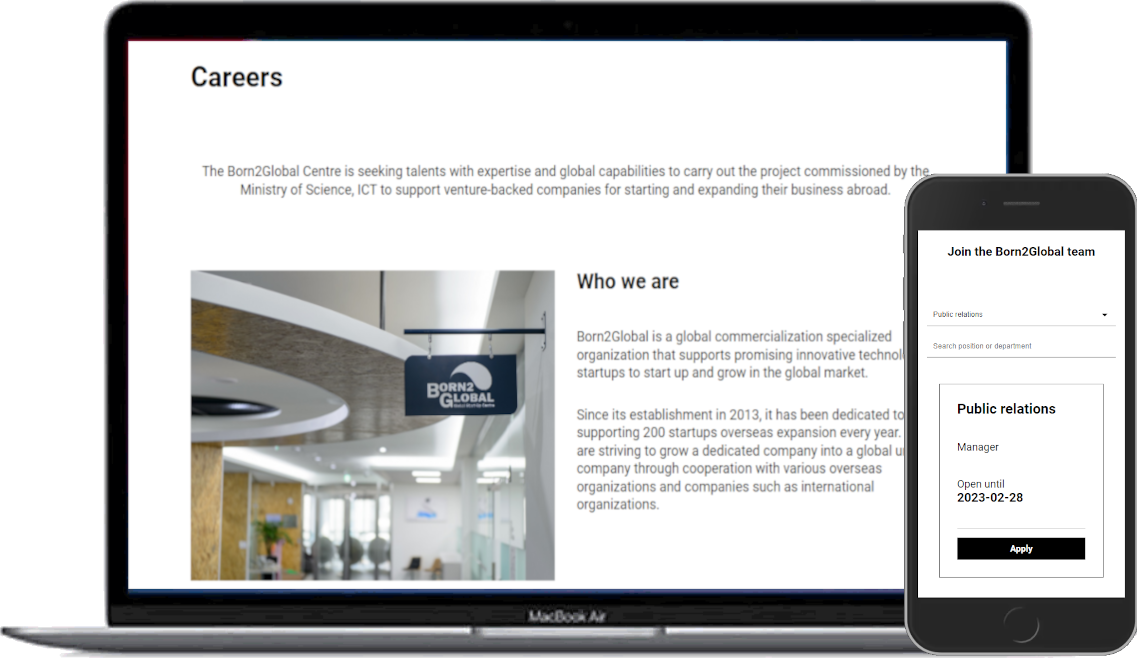 Careers
The Born2Global Centre is seeking talents with expertise and global capabilities to carry out the project commissioned by the
Ministry of Science, ICT to support venture-backed companies for starting and expanding their business abroad.
BORN2
GLOBAL
Who we are
Born2Global is a global commercialization specialized
organization that supports promising innovative technol
startups to start up and grow in the global market.
Since its establishment in 2013, it has been dedicated to
supporting 200 startups overseas expansion every year.
are striving to grow a dedicated company into a global u
company through cooperation with various overseas
organizations and companies such as international
organizations.
MacBook Air
Join the Born2Global team
Public relations
Search position or department
Public relations
Manager
Open until
2023-02-28
Apply